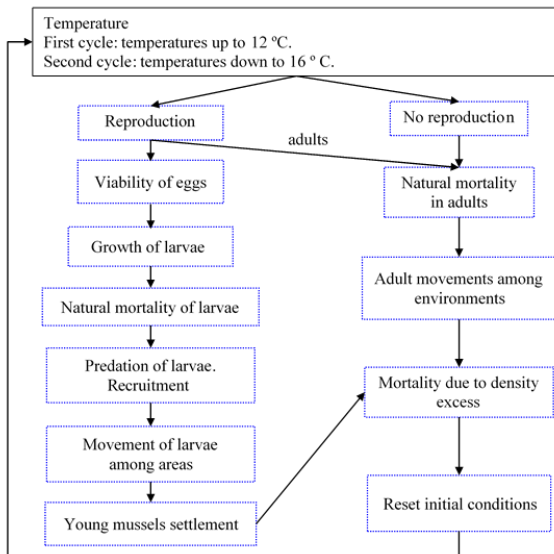 Temperature
First cycle: temperatures up to 12 ºC.
Second cycle: temperatures down to 16 º C.
Reproduction
No reproduction
adults
Viability of eggs
Natural mortality
in adults
Growth of larvae
Adult movements among
environments
Natural mortality of larvae
Predation of larvae.
Recruitment
Mortality due to density
excess
Movement of larvae
among areas
Reset initial conditions
Young mussels settlement